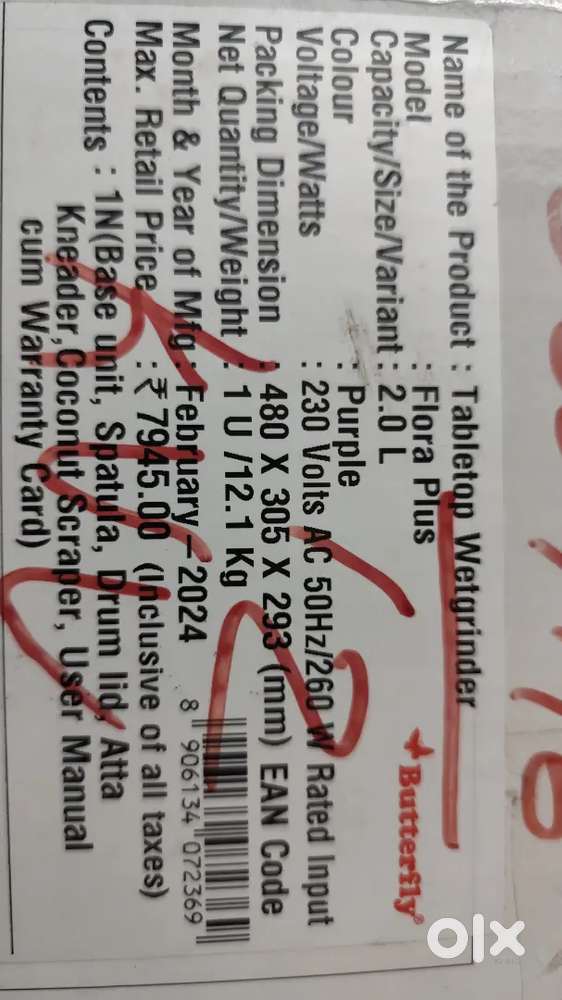 Name of the Product : Tabletop Wetgrinder
Model : Flora Plus
Butterfly®
Capacity/Size/Variant : 2.0 L
Colour : Purple
Voltage/Watts : 230 Volts AC 50Hz/260 W Rated Input
Packing Dimension : 480 X 305 X 293 (mm) EAN Code
Net Quantity/Weight : 1 U /12.1 Kg
Month & Year of Mfg : February – 2024
8 906134 072369
Max. Retail Price : ₹ 7945.00 (Inclusive of all taxes)
Contents : 1N(Base unit, Spatula, Drum lid, Atta
Kneader, Coconut Scraper, User Manual
cum Warranty Card)
olx